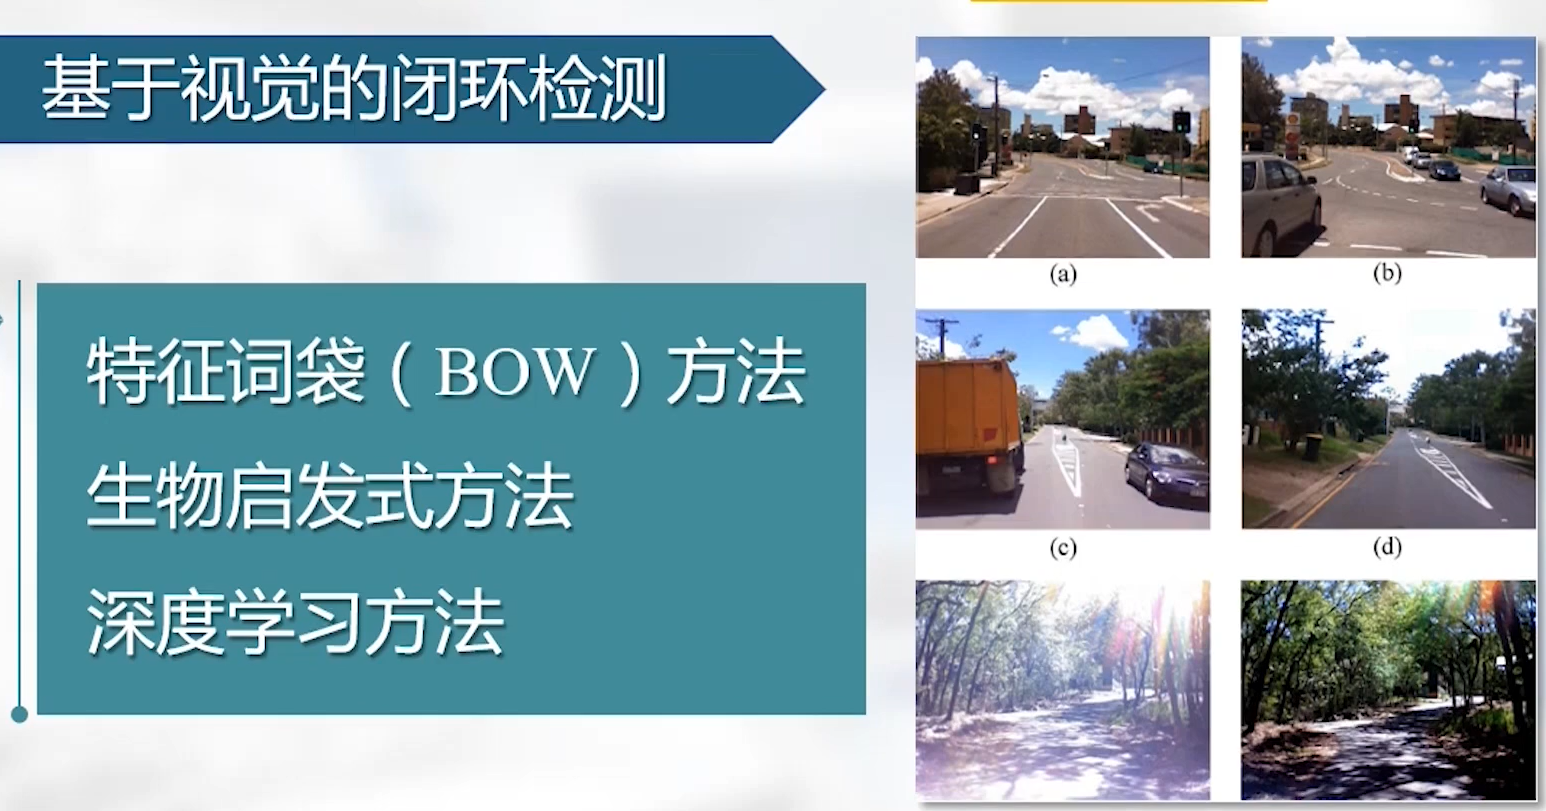 基于视觉的闭环检测
特征词袋（BOW）方法
生物启发式方法
深度学习方法
(a)
(b)
(c)
(d)